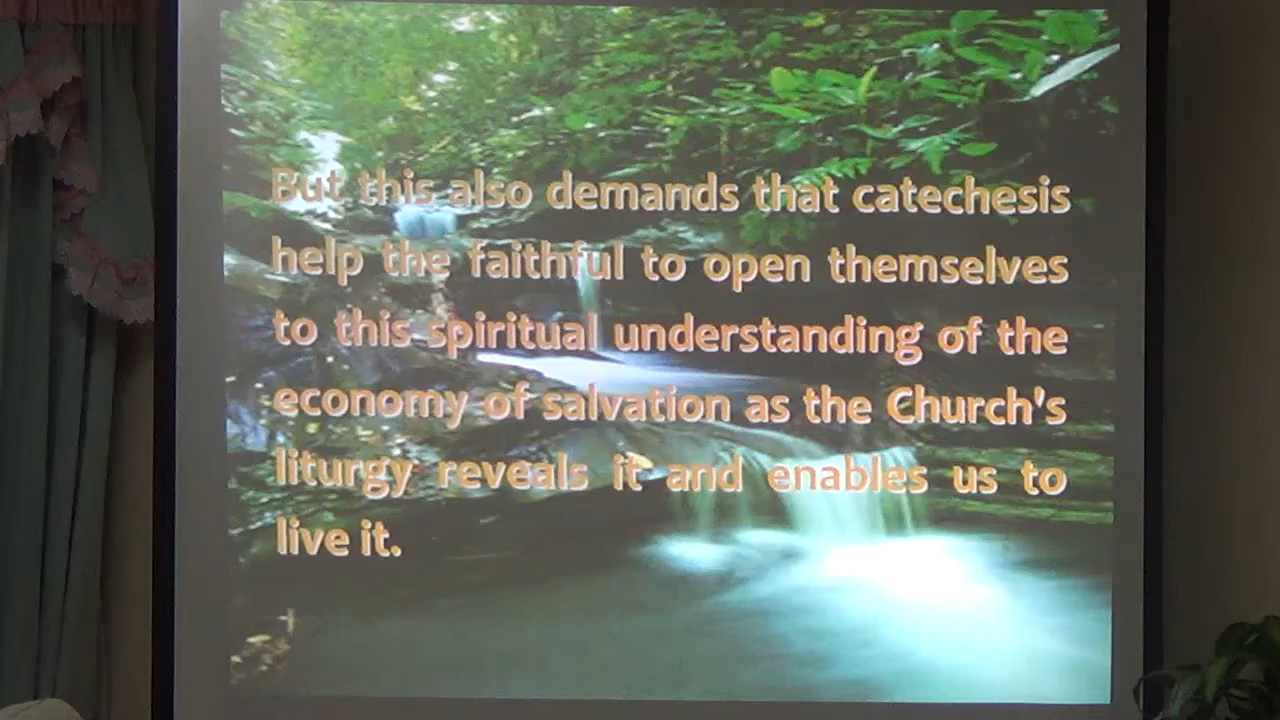 But this also demands that catechesis
help the faithful to open themselves
to this spiritual understanding of the
economy of salvation as the Church's
liturgy reveals it and enables us to
live it.